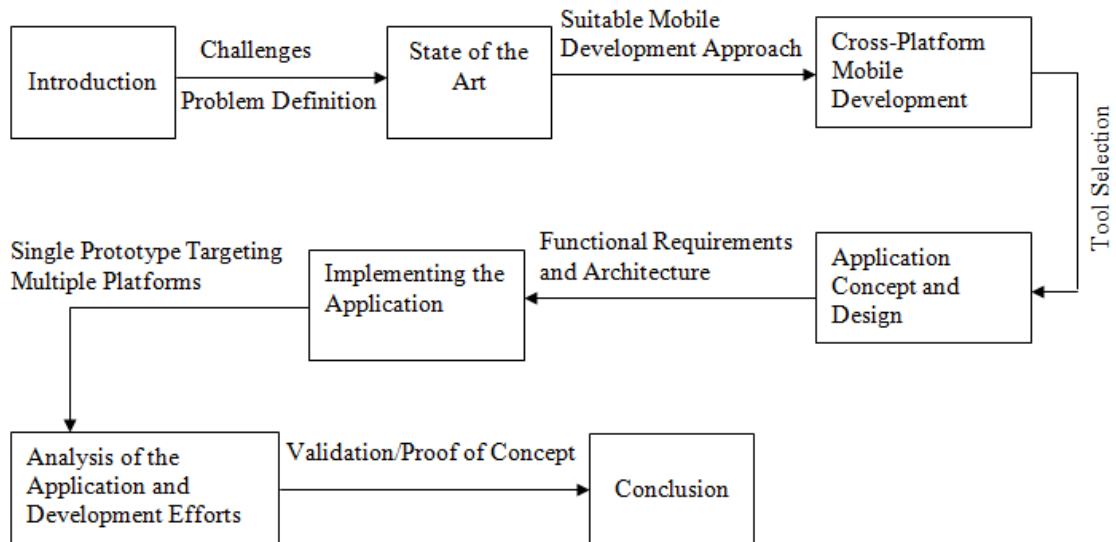 Introduction
Challenges
Problem Definition
State of the
Art
Suitable Mobile
Development Approach
Cross-Platform
Mobile
Development
Tool Selection
Application
Concept and
Design
Functional Requirements
and Architecture
Implementing the
Application
Single Prototype Targeting
Multiple Platforms
Analysis of the
Application and
Development Efforts
Validation/Proof of Concept
Conclusion